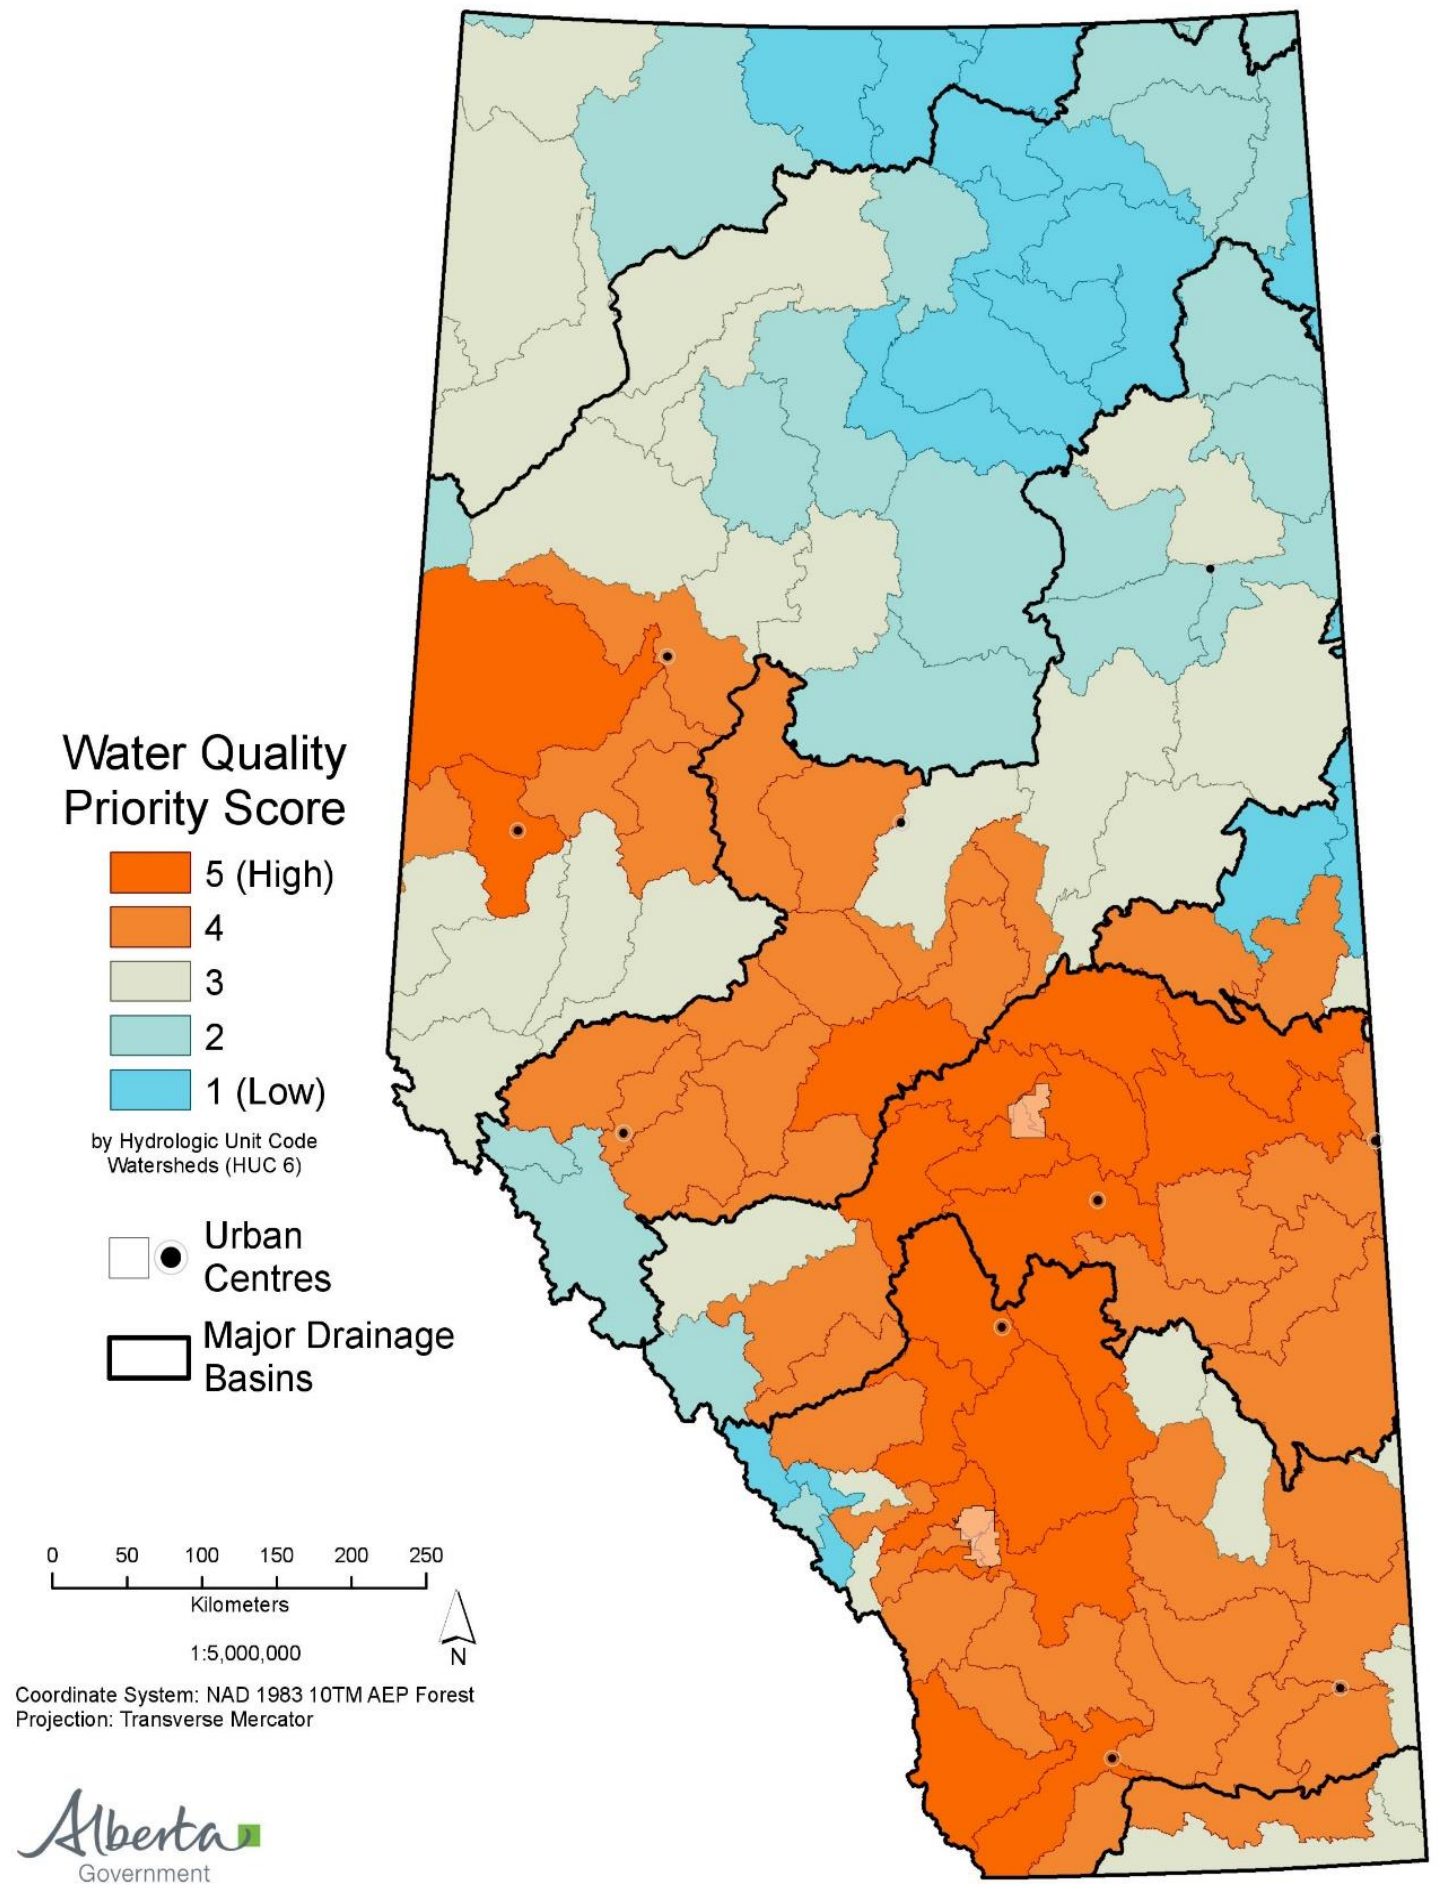 Water Quality
Priority Score
5 (High)
4
3
2
1 (Low)
by Hydrologic Unit Code
Watersheds (HUC 6)
Urban
Centres
Major Drainage
Basins
0 50 100 150 200 250
Kilometers
1:5,000,000
N
Coordinate System: NAD 1983 10TM AEP Forest
Projection: Transverse Mercator
Alberta
Government